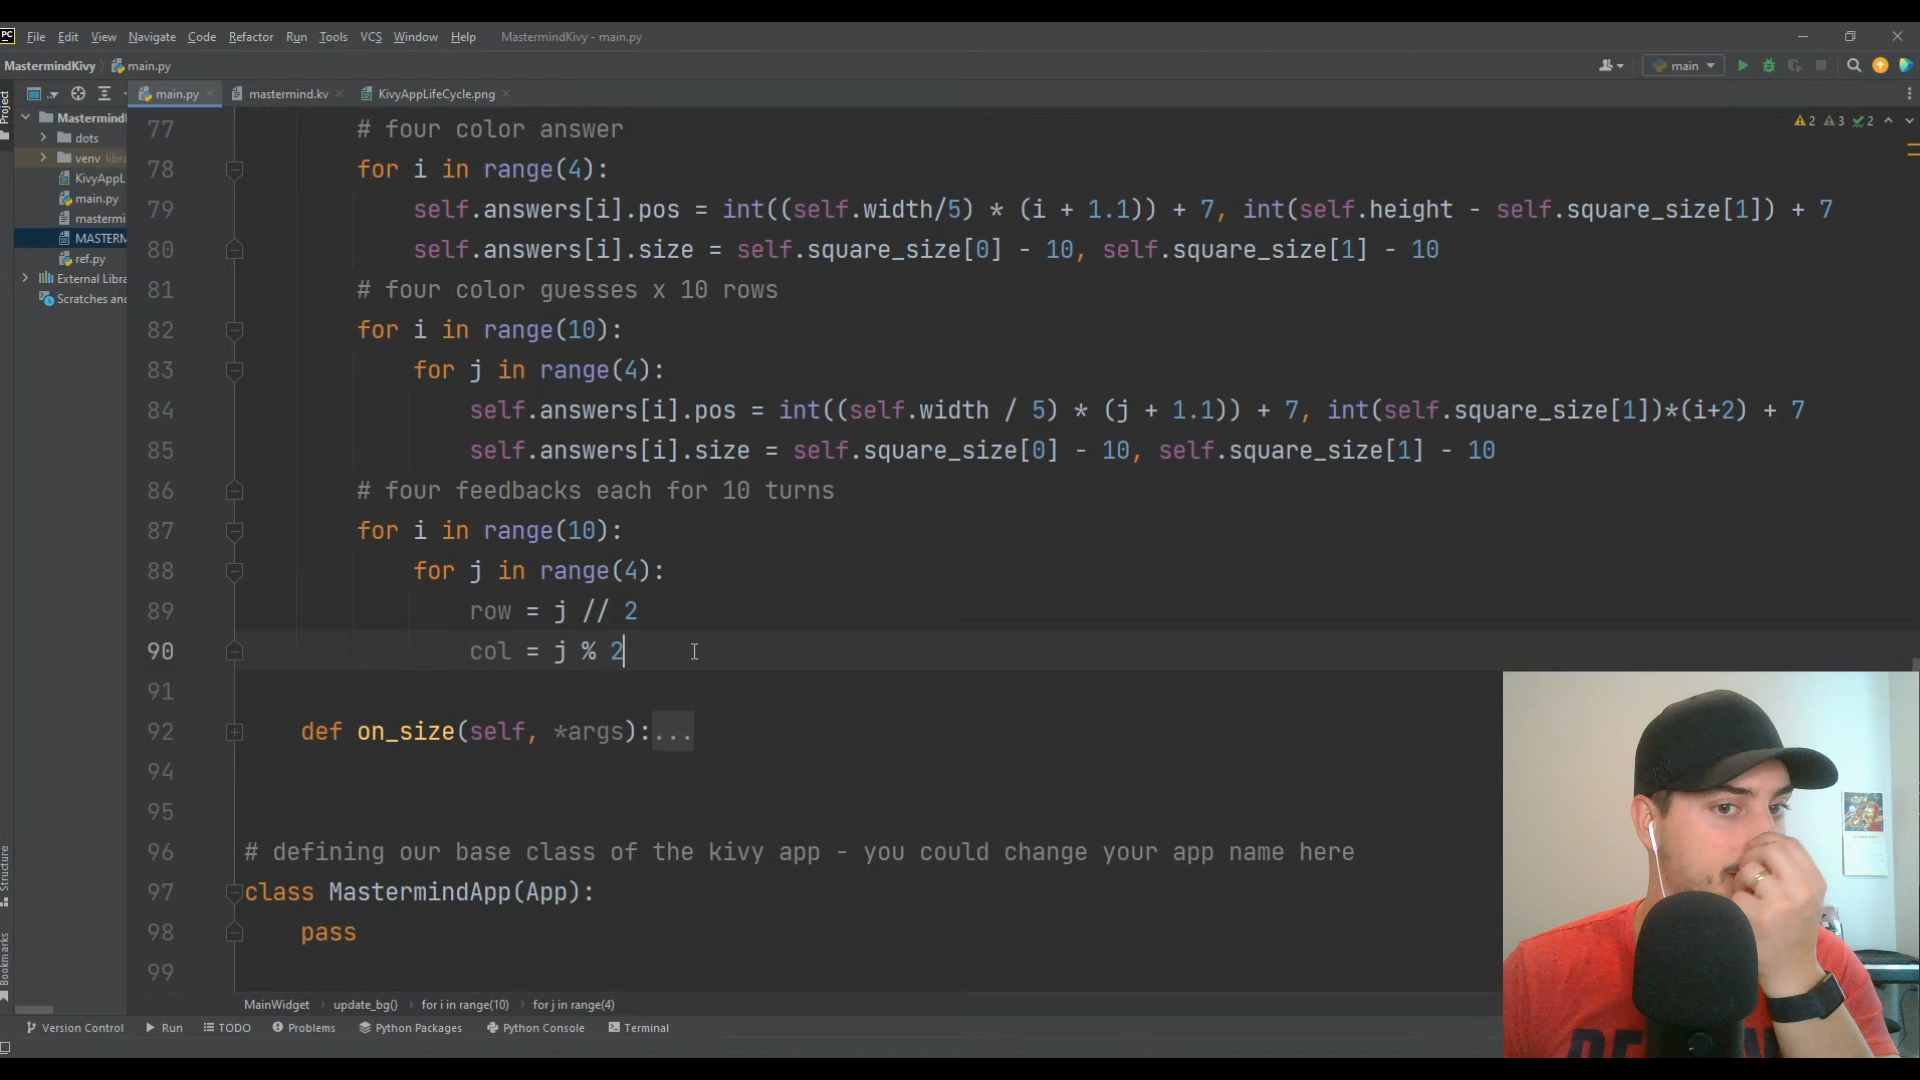 PC File Edit View Navigate Code Refactor Run Tools VCS Window Help MastermindKivy - main.py
MastermindKivy main.py main
Project main.py mastermind.kv KivyAppLifeCycle.png
Mastermind
dots
venv libra
KivyAppL
main.py
mastermi
MASTERM
ref.py
External Libra
Scratches and
2 3 2
77 # four color answer
78 for i in range(4):
79 self.answers[i].pos = int((self.width/5) * (i + 1.1)) + 7, int(self.height - self.square_size[1]) + 7
80 self.answers[i].size = self.square_size[0] - 10, self.square_size[1] - 10
81 # four color guesses x 10 rows
82 for i in range(10):
83 for j in range(4):
84 self.answers[i].pos = int((self.width / 5) * (j + 1.1)) + 7, int(self.square_size[1])*(i+2) + 7
85 self.answers[i].size = self.square_size[0] - 10, self.square_size[1] - 10
86 # four feedbacks each for 10 turns
87 for i in range(10):
88 for j in range(4):
89 row = j // 2
90 col = j % 2
91
92 def on_size(self, *args):...
94
95
96 # defining our base class of the kivy app - you could change your app name here
97 class MastermindApp(App):
98 pass
99
Structure
Bookmarks
MainWidget update_bg() for i in range(10) for j in range(4)
Version Control Run TODO Problems Python Packages Python Console Terminal